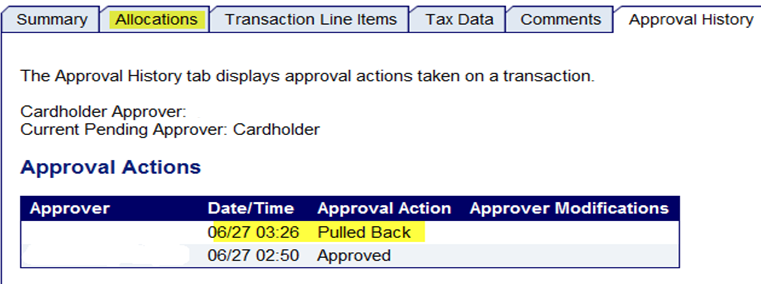 Summary Allocations Transaction Line Items Tax Data Comments Approval History
The Approval History tab displays approval actions taken on a transaction.
Cardholder Approver:
Current Pending Approver: Cardholder
Approval Actions
Approver Date/Time Approval Action Approver Modifications
06/27 03:26 Pulled Back
06/27 02:50 Approved